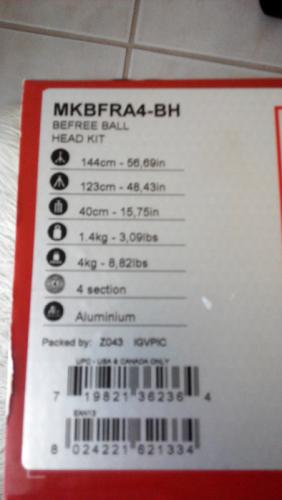 MKBFRA4-BH
BEFREE BALL
HEAD KIT
144cm - 56,69in
123cm - 48,43in
40cm - 15,75in
1.4kg - 3,09lbs
4kg - 8,82lbs
4 section
Aluminium
Packed by: Z043 IGVPIC
UPC - USA & CANADA ONLY
7 19821 36236 4
EAN13
8 024221 621334